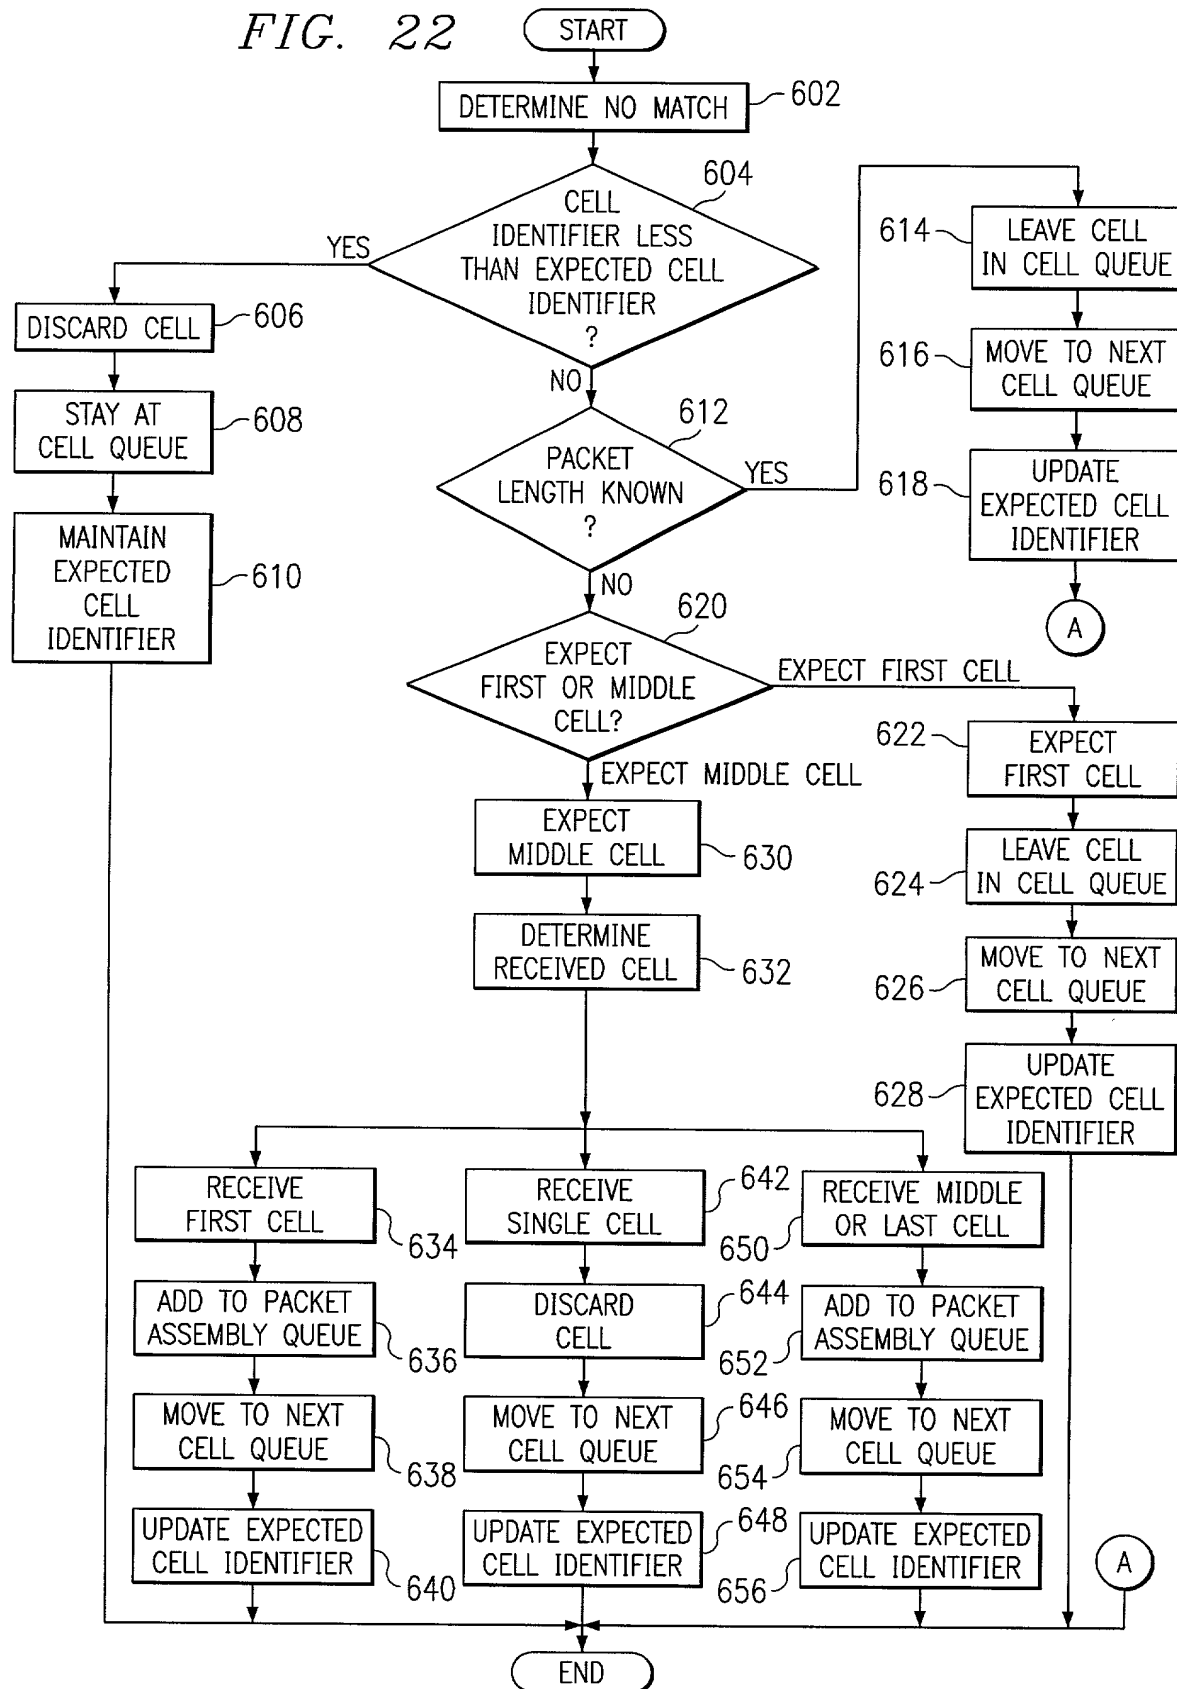 FIG. 22
START
DETERMINE NO MATCH
602
CELL
IDENTIFIER LESS
THAN EXPECTED CELL
IDENTIFIER
?
604
YES
NO
DISCARD CELL
606
STAY AT
CELL QUEUE
608
MAINTAIN
EXPECTED
CELL
IDENTIFIER
610
PACKET
LENGTH KNOWN
?
612
YES
NO
614
LEAVE CELL
IN CELL QUEUE
616
MOVE TO NEXT
CELL QUEUE
618
UPDATE
EXPECTED CELL
IDENTIFIER
A
EXPECT
FIRST OR MIDDLE
CELL?
620
EXPECT FIRST CELL
EXPECT MIDDLE CELL
622
EXPECT
FIRST CELL
624
LEAVE CELL
IN CELL QUEUE
626
MOVE TO NEXT
CELL QUEUE
628
UPDATE
EXPECTED CELL
IDENTIFIER
EXPECT
MIDDLE CELL
630
DETERMINE
RECEIVED CELL
632
RECEIVE
FIRST CELL
634
ADD TO PACKET
ASSEMBLY QUEUE
636
MOVE TO NEXT
CELL QUEUE
638
UPDATE EXPECTED
CELL IDENTIFIER
640
RECEIVE
SINGLE CELL
642
DISCARD
CELL
644
MOVE TO NEXT
CELL QUEUE
646
UPDATE EXPECTED
CELL IDENTIFIER
648
RECEIVE MIDDLE
OR LAST CELL
650
ADD TO PACKET
ASSEMBLY QUEUE
652
MOVE TO NEXT
CELL QUEUE
654
UPDATE EXPECTED
CELL IDENTIFIER
656
A
END